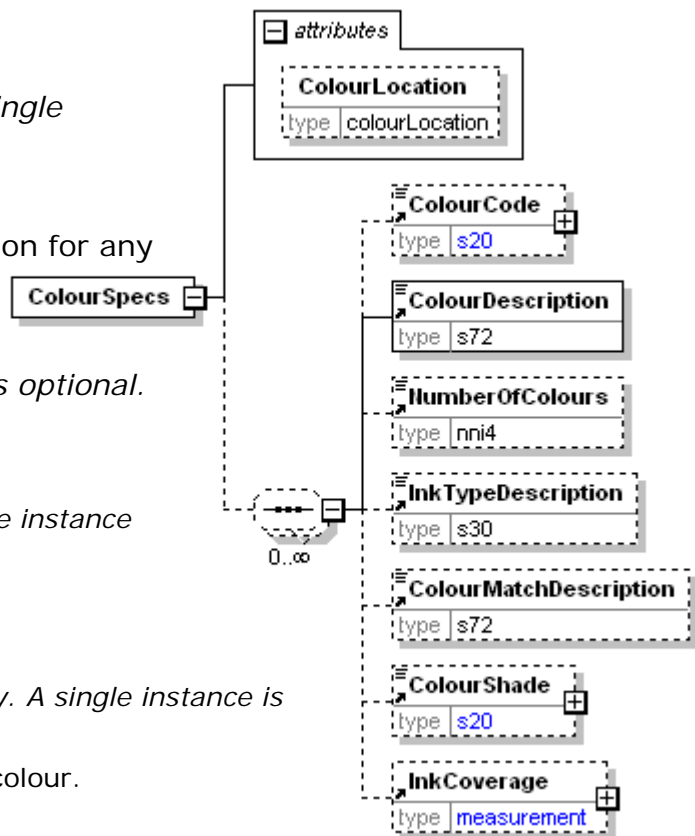 attributes
ColourLocation
type colourLocation
ingle
ColourCode
type s20
on for any
ColourSpecs
ColourDescription
type s72
s optional.
NumberOfColours
type nni4
InkTypeDescription
type s30
e instance
0..∞
ColourMatchDescription
type s72
y. A single instance is
ColourShade
type s20
colour.
InkCoverage
type measurement